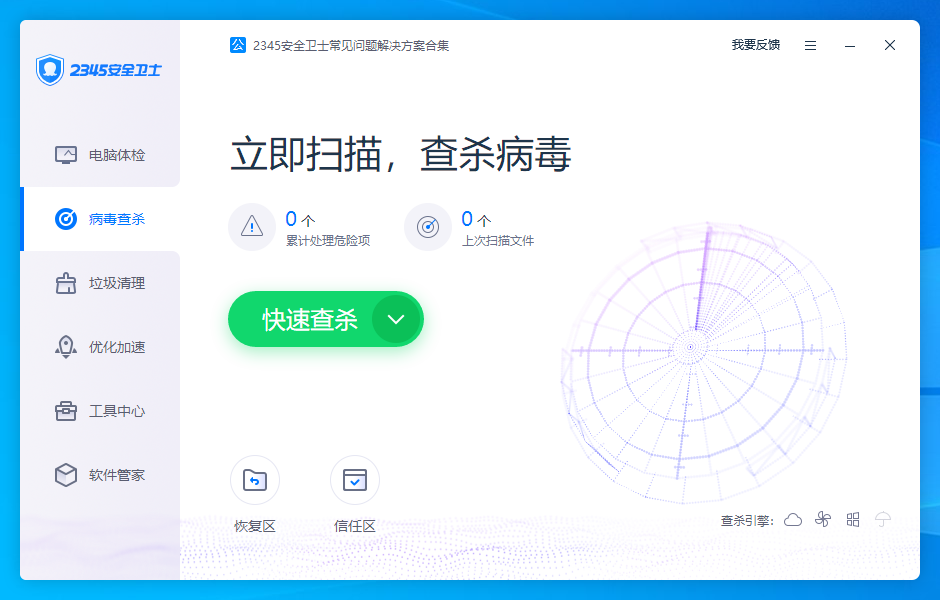 2345安全卫士
公 2345安全卫士常见问题解决方案合集
我要反馈
电脑体检
病毒查杀
垃圾清理
优化加速
工具中心
软件管家
立即扫描，查杀病毒
0 个
累计处理危险项
0 个
上次扫描文件
快速查杀
恢复区
信任区
查杀引擎: